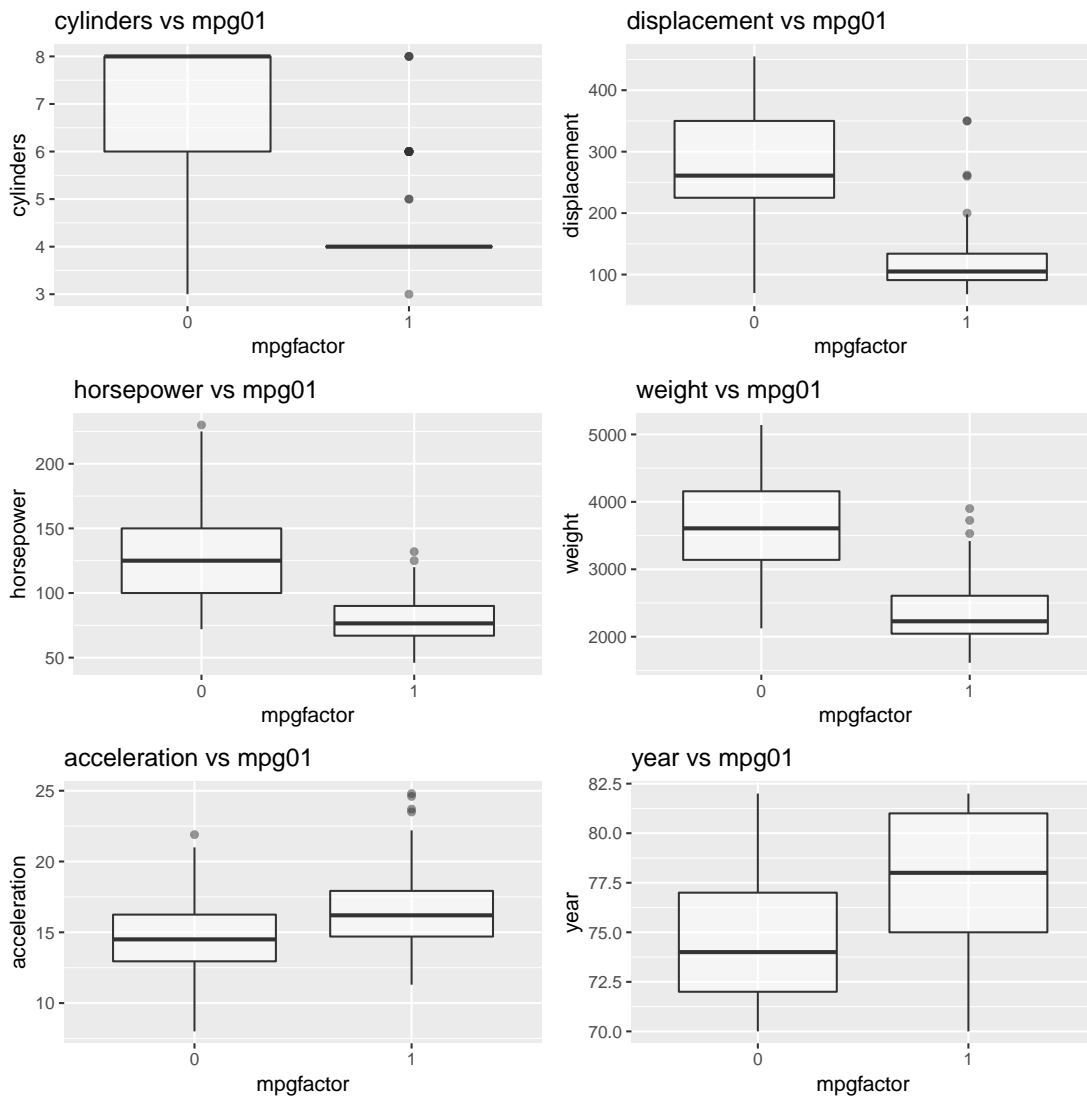 cylinders vs mpg01
8
7
6
5
4
3
cylinders
0 1
mpgfactor
displacement vs mpg01
400
300
200
100
displacement
0 1
mpgfactor
horsepower vs mpg01
200
150
100
50
horsepower
0 1
mpgfactor
weight vs mpg01
5000
4000
3000
2000
weight
0 1
mpgfactor
acceleration vs mpg01
25
20
15
10
acceleration
0 1
mpgfactor
year vs mpg01
82.5
80.0
77.5
75.0
72.5
70.0
year
0 1
mpgfactor